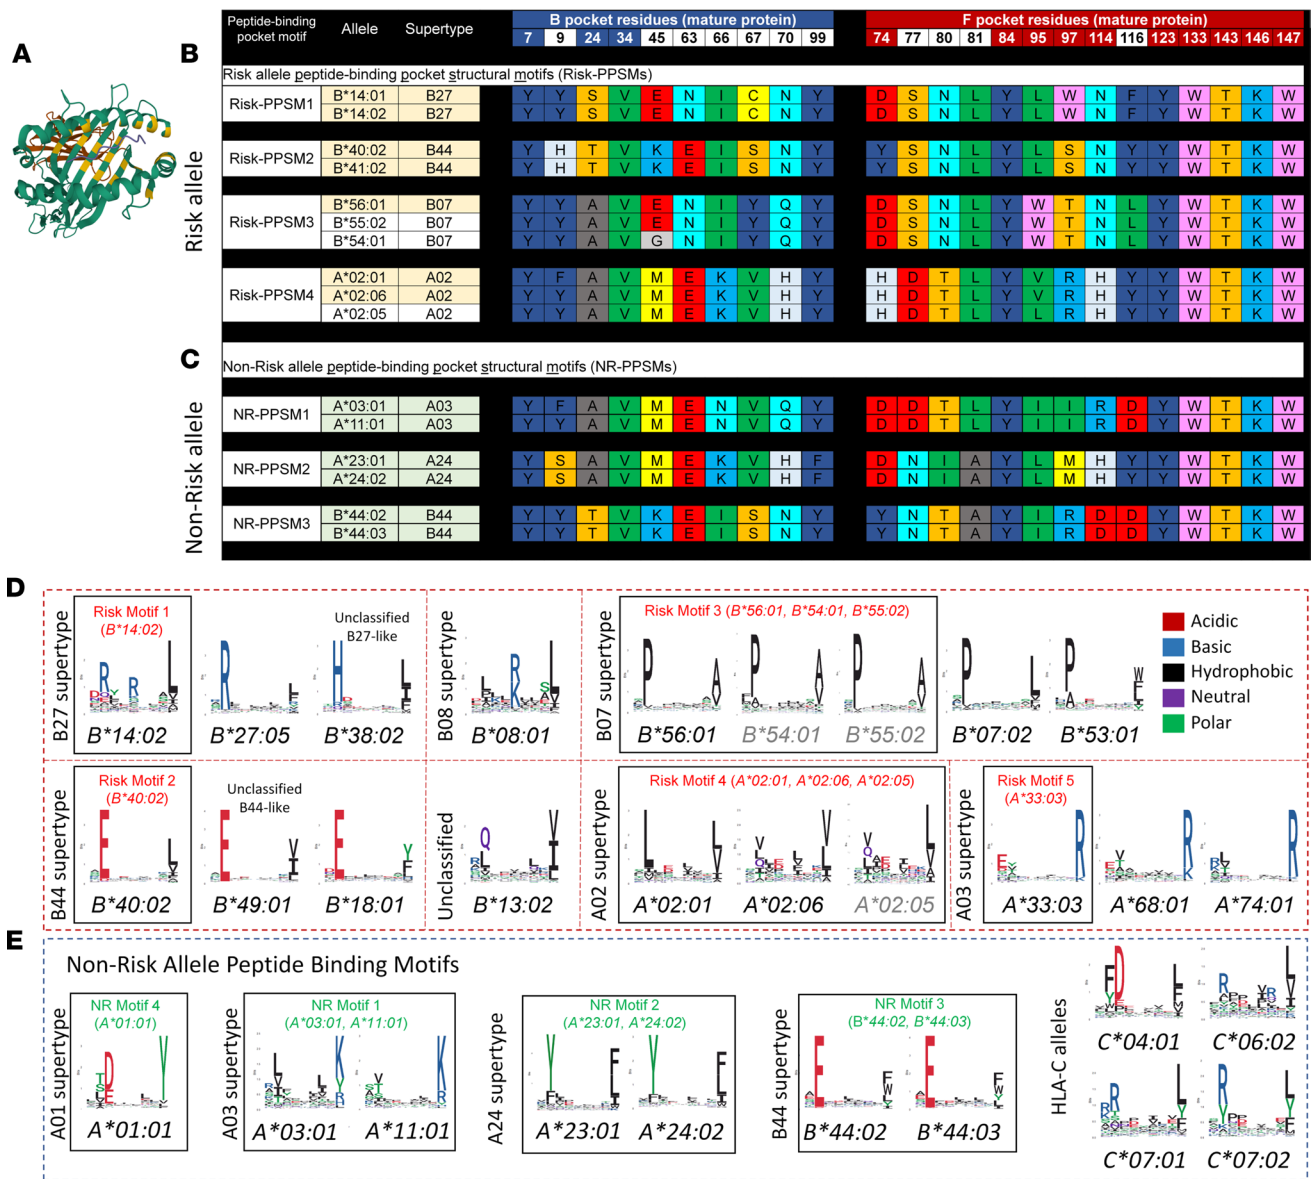 A
B
Peptide-binding pocket motif Allele Supertype B pocket residues (mature protein) F pocket residues (mature protein)
7 9 24 34 45 63 66 67 70 99 74 77 80 81 84 95 97 114 116 123 133 143 146 147
Risk allele
Risk allele peptide-binding pocket structural motifs (Risk-PPSMs)
Risk-PPSM1
B*14:01 B27 Y Y S V E N I C N Y D S N L Y L W N F Y W T K W
B*14:02 B27 Y Y S V E N I C N Y D S N L Y L W N F Y W T K W
Risk-PPSM2
B*40:02 B44 Y H T V K E I S N Y Y S N L Y L S N Y Y W T K W
B*41:02 B44 Y H T V K E I S N Y Y S N L Y L S N Y Y W T K W
Risk-PPSM3
B*56:01 B07 Y Y A V E N I Y Q Y D S N L Y W T N L Y W T K W
B*55:02 B07 Y Y A V E N I Y Q Y D S N L Y W T N L Y W T K W
B*54:01 B07 Y Y A V G N I Y Q Y D S N L Y W T N L Y W T K W
Risk-PPSM4
A*02:01 A02 Y F A V M E K V H Y H D T L Y V R H Y Y W T K W
A*02:06 A02 Y Y A V M E K V H Y H D T L Y V R H Y Y W T K W
A*02:05 A02 Y Y A V M E K V H Y H D T L Y L R H Y Y W T K W
C
Non-Risk allele
Non-Risk allele peptide-binding pocket structural motifs (NR-PPSMs)
NR-PPSM1
A*03:01 A03 Y F A V M E N V Q Y D D T L Y I I R D Y W T K W
A*11:01 A03 Y Y A V M E N V Q Y D D T L Y I I R D Y W T K W
NR-PPSM2
A*23:01 A24 Y S A V M E K V H F D N I A Y L M H Y Y W T K W
A*24:02 A24 Y S A V M E K V H F D N I A Y L M H Y Y W T K W
NR-PPSM3
B*44:02 B44 Y Y T V K E I S N Y Y N T A Y I R D D Y W T K W
B*44:03 B44 Y Y T V K E I S N Y Y N T A Y I R D D Y W T K W
D
B27 supertype
Risk Motif 1
(B*14:02)
Unclassified
B27-like
B*14:02 B*27:05 B*38:02
B08 supertype
B*08:01
B07 supertype
Risk Motif 3 (B*56:01, B*54:01, B*55:02)
B*56:01 B*54:01 B*55:02 B*07:02 B*53:01
Acidic
Basic
Hydrophobic
Neutral
Polar
B44 supertype
Risk Motif 2
(B*40:02)
Unclassified
B44-like
B*40:02 B*49:01 B*18:01
Unclassified
B*13:02
A02 supertype
Risk Motif 4 (A*02:01, A*02:06, A*02:05)
A*02:01 A*02:06 A*02:05
A03 supertype
Risk Motif 5
(A*33:03)
A*33:03 A*68:01 A*74:01
E
Non-Risk Allele Peptide Binding Motifs
A01 supertype
NR Motif 4
(A*01:01)
A*01:01
A03 supertype
NR Motif 1
(A*03:01, A*11:01)
A*03:01 A*11:01
A24 supertype
NR Motif 2
(A*23:01, A*24:02)
A*23:01 A*24:02
B44 supertype
NR Motif 3
(B*44:02, B*44:03)
B*44:02 B*44:03
HLA-C alleles
C*04:01 C*06:02
C*07:01 C*07:02